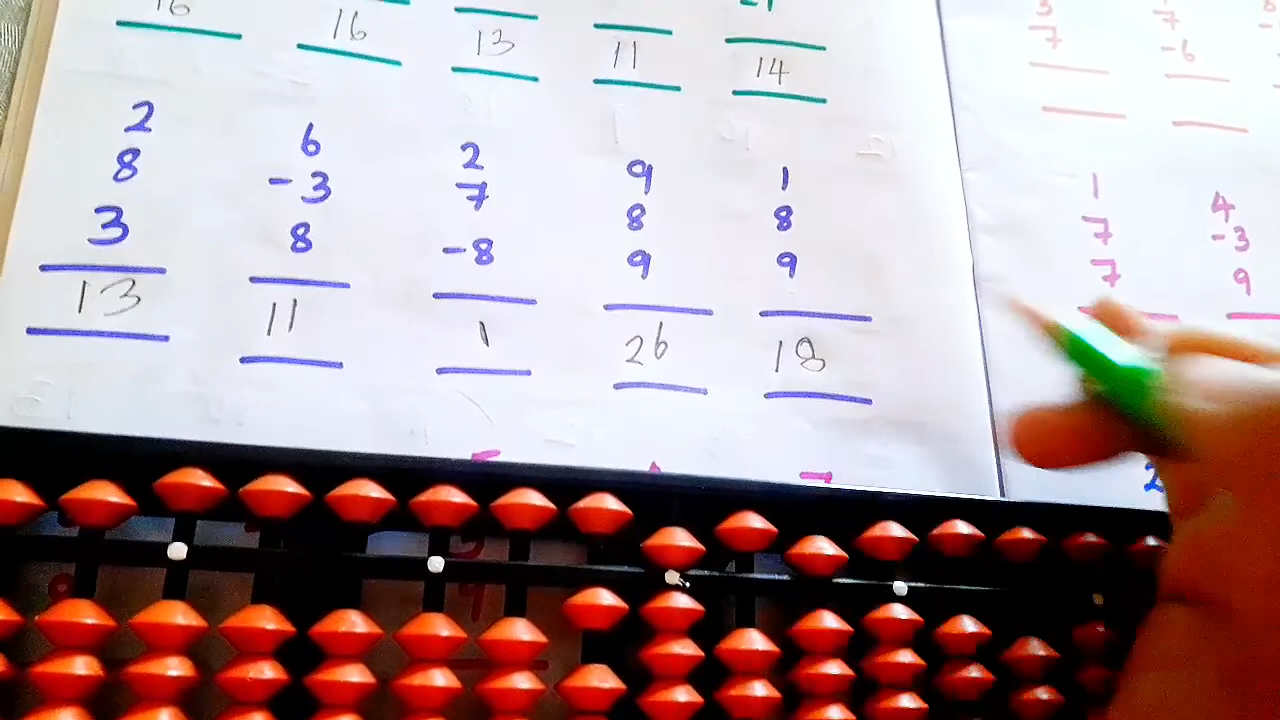 16 16 13 11 14
3 7
7 -6
2 6 2 9 1
8 -3 7 8 8
3 8 -8 9 9
13 11 1 26 18
1 4
7 -3
7 9
2